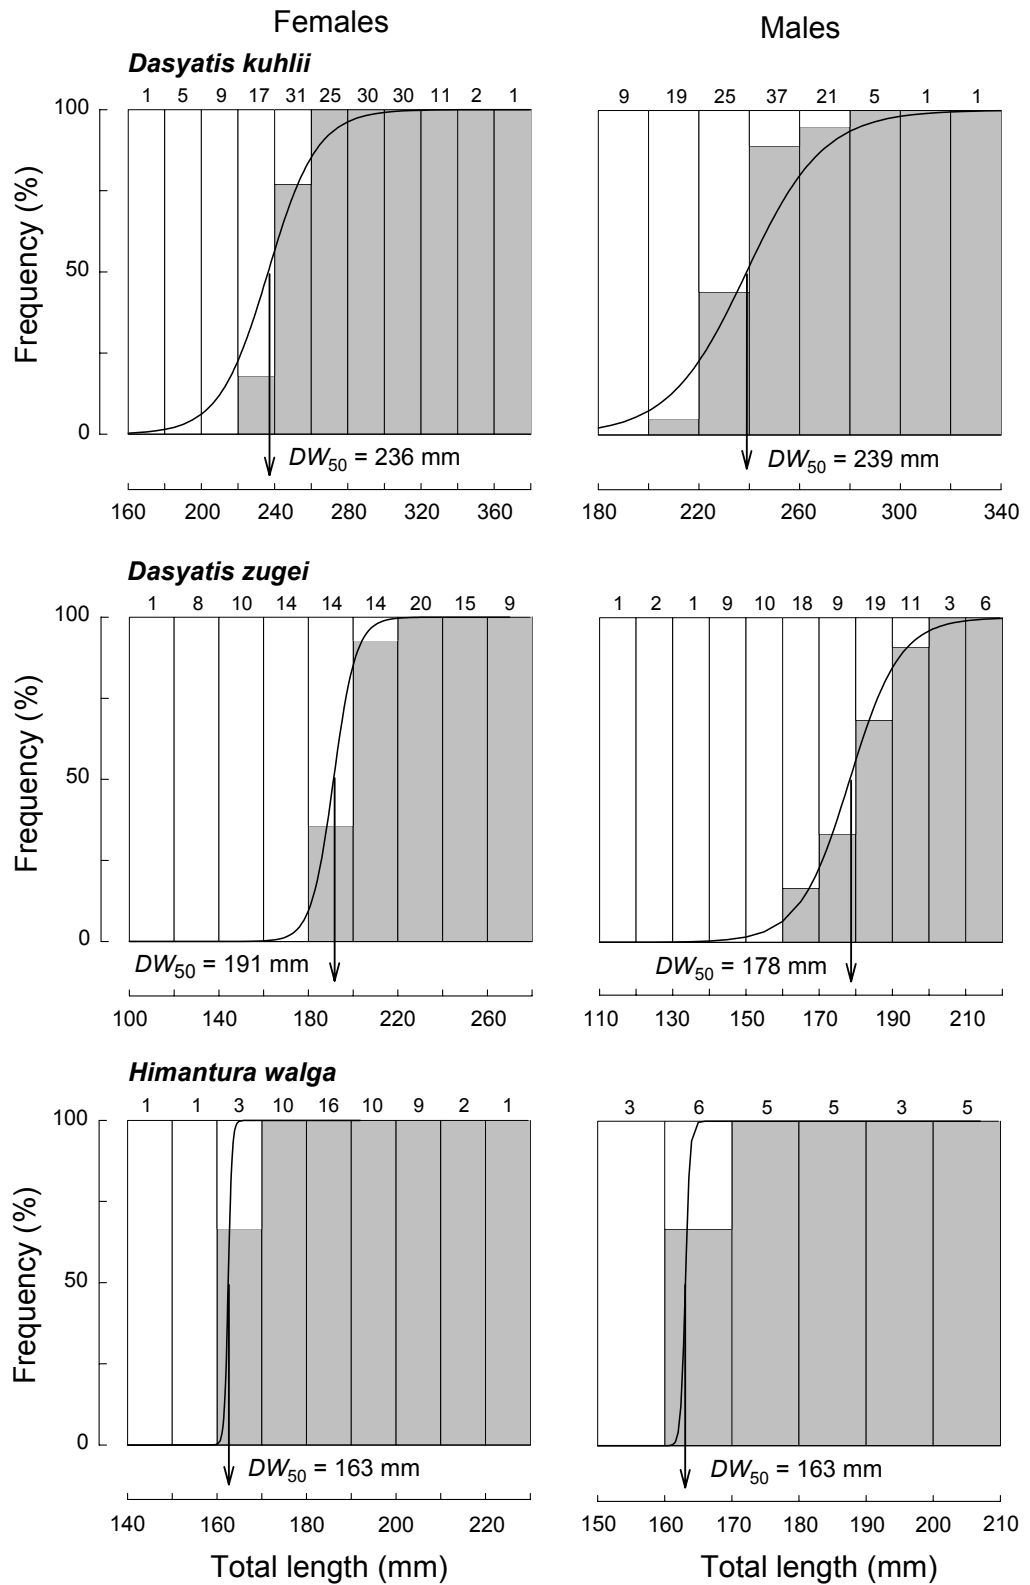 Females
Males
Dasyatis kuhlii
1 5 9 17 31 25 30 30 11 2 1
9 19 25 37 21 5 1 1
100
50
0
Frequency (%)
DW50 = 236 mm
DW50 = 239 mm
160 200 240 280 320 360
180 220 260 300 340
Dasyatis zugei
1 8 10 14 14 14 20 15 9
1 2 1 9 10 18 9 19 11 3 6
100
50
0
Frequency (%)
DW50 = 191 mm
DW50 = 178 mm
100 140 180 200 220 260
110 130 150 170 190 210
Himantura walga
1 1 3 10 16 10 9 2 1
3 6 5 5 3 5
100
50
0
Frequency (%)
DW50 = 163 mm
DW50 = 163 mm
140 160 180 200 220
150 160 170 180 190 200 210
Total length (mm)
Total length (mm)